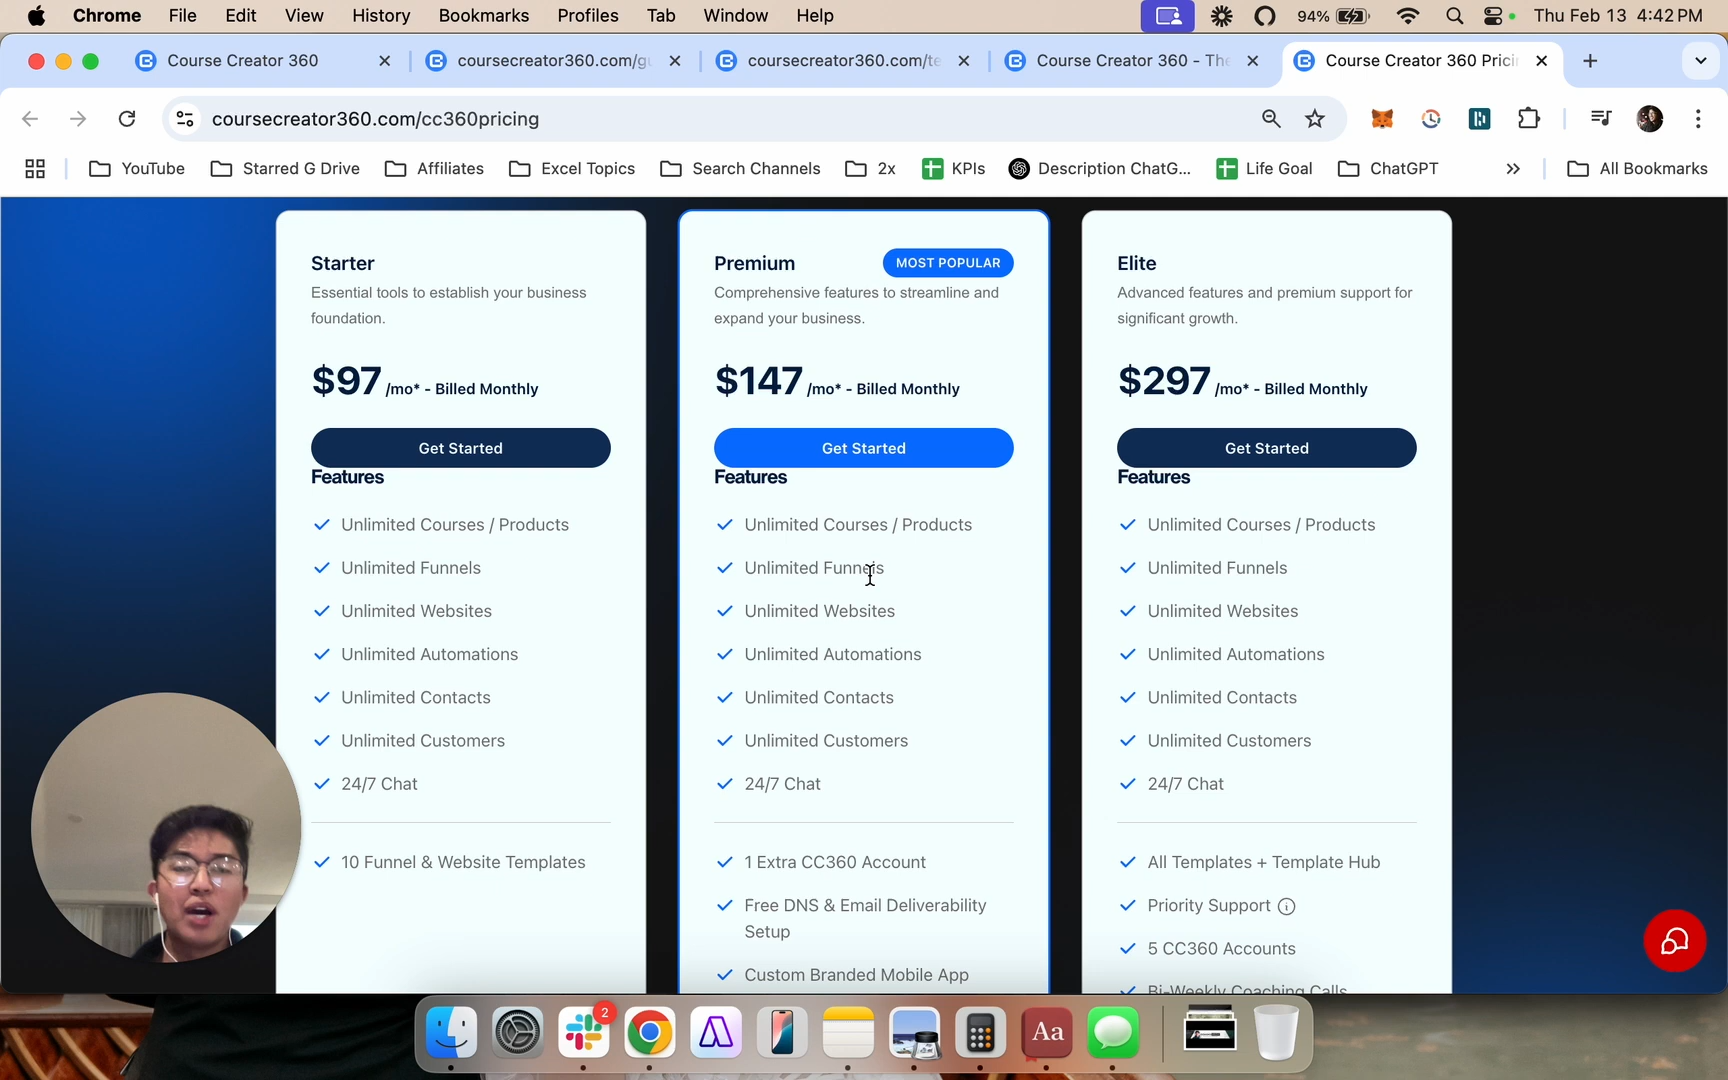 Chrome File Edit View History Bookmarks Profiles Tab Window Help 94% Thu Feb 13 4:42 PM
Course Creator 360 coursecreator360.com/g coursecreator360.com/te Course Creator 360 - The Course Creator 360 Prici
coursecreator360.com/cc360pricing
YouTube Starred G Drive Affiliates Excel Topics Search Channels 2x KPIs Description ChatG... Life Goal ChatGPT All Bookmarks
Starter
Essential tools to establish your business
foundation.
$97 /mo* - Billed Monthly
Get Started
Features
Unlimited Courses / Products
Unlimited Funnels
Unlimited Websites
Unlimited Automations
Unlimited Contacts
Unlimited Customers
24/7 Chat
10 Funnel & Website Templates
Premium
MOST POPULAR
Comprehensive features to streamline and
expand your business.
$147 /mo* - Billed Monthly
Get Started
Features
Unlimited Courses / Products
Unlimited Funnels
Unlimited Websites
Unlimited Automations
Unlimited Contacts
Unlimited Customers
24/7 Chat
1 Extra CC360 Account
Free DNS & Email Deliverability
Setup
Custom Branded Mobile App
Elite
Advanced features and premium support for
significant growth.
$297 /mo* - Billed Monthly
Get Started
Features
Unlimited Courses / Products
Unlimited Funnels
Unlimited Websites
Unlimited Automations
Unlimited Contacts
Unlimited Customers
24/7 Chat
All Templates + Template Hub
Priority Support
5 CC360 Accounts
Bi-Weekly Coaching Calls
2
Aa